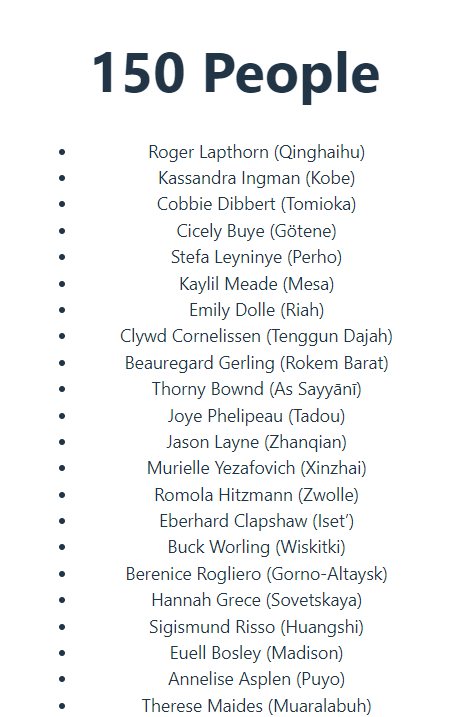 150 People
• Roger Lapthorn (Qinghaihu)
• Kassandra Ingman (Kobe)
• Cobbie Dibbert (Tomioka)
• Cicely Buye (Götene)
• Stefa Leyninye (Perho)
• Kaylil Meade (Mesa)
• Emily Dolle (Riah)
• Clywd Cornelissen (Tenggun Dajah)
• Beauregard Gerling (Rokem Barat)
• Thorny Bownd (As Sayyānī)
• Joye Phelipeau (Tadou)
• Jason Layne (Zhanqian)
• Murielle Yezafovich (Xinzhai)
• Romola Hitzmann (Zwolle)
• Eberhard Clapshaw (Iset’)
• Buck Worling (Wiskitki)
• Berenice Rogliero (Gorno-Altaysk)
• Hannah Grece (Sovetskaya)
• Sigismund Risso (Huangshi)
• Euell Bosley (Madison)
• Annelise Asplen (Puyo)
• Therese Maides (Muaralabuh)